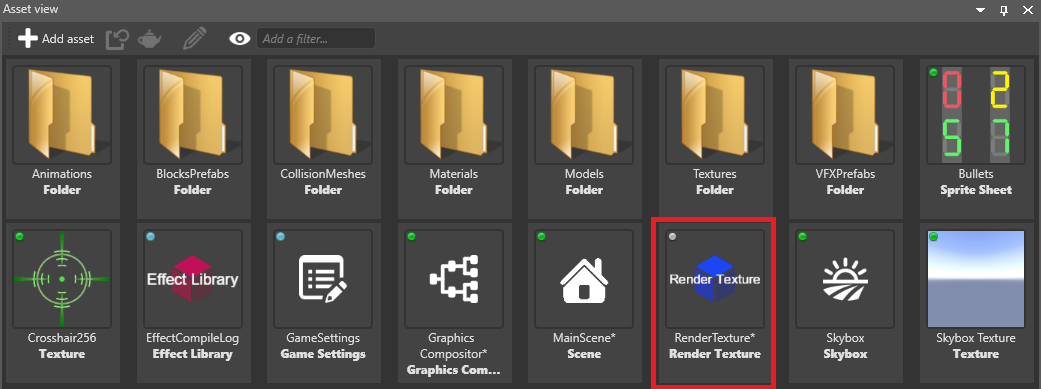 Asset view
Add asset
Add a filter...
Animations
Folder
BlocksPrefabs
Folder
CollisionMeshes
Folder
Materials
Folder
Models
Folder
Textures
Folder
VFXPrefabs
Folder
0 2
5 7
Bullets
Sprite Sheet
Crosshair256
Texture
Effect Library
EffectCompileLog
Effect Library
GameSettings
Game Settings
Graphics
Compositor*
Graphics Com...
MainScene*
Scene
Render Texture
RenderTexture*
Render Texture
Skybox
Skybox
Skybox Texture
Texture